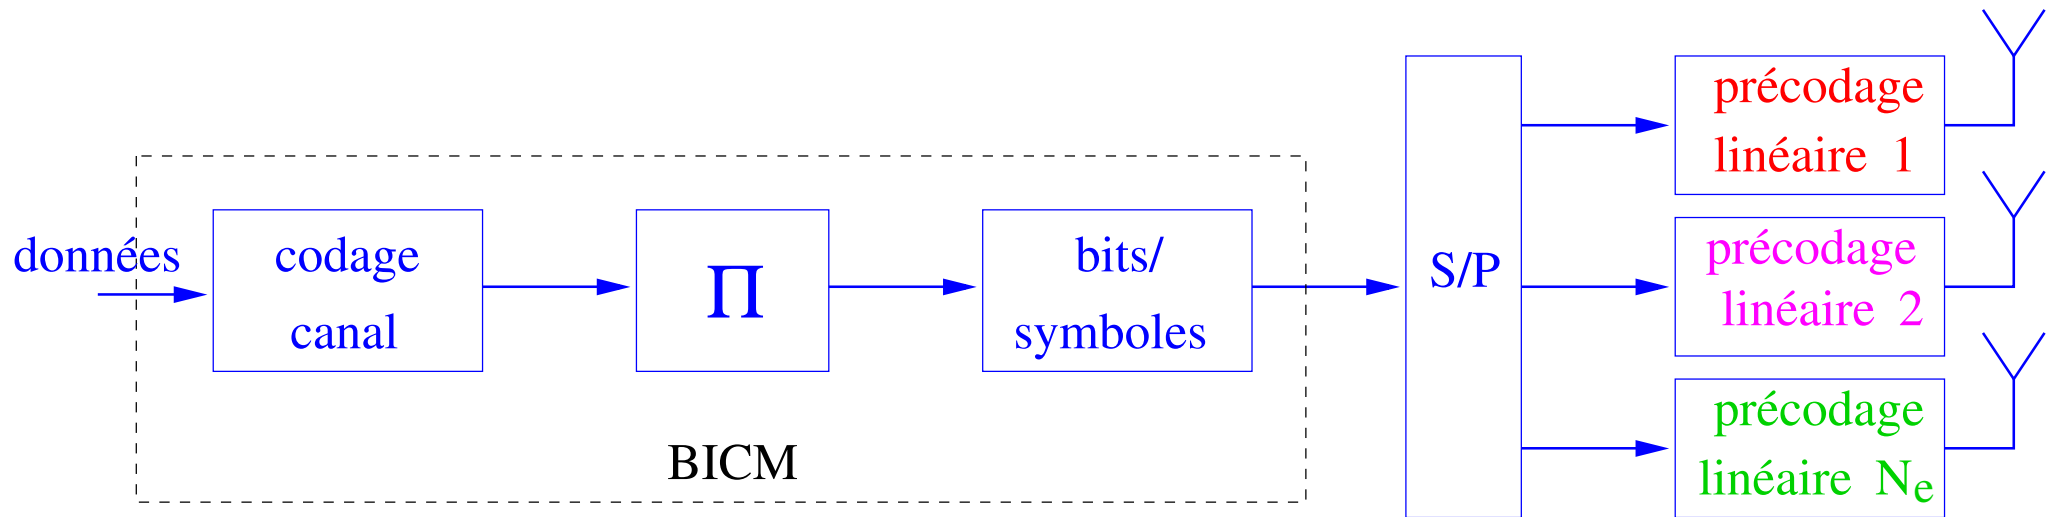 données
codage
canal
Π
bits/
symboles
BICM
S/P
précodage
linéaire 1
précodage
linéaire 2
précodage
linéaire Ne